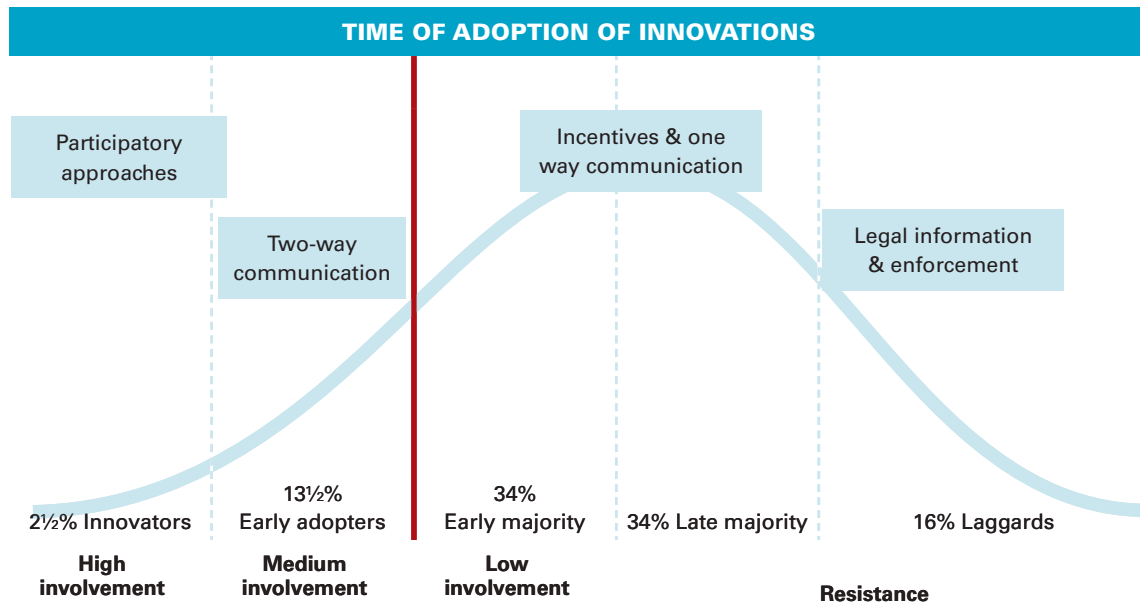 TIME OF ADOPTION OF INNOVATIONS
Participatory
approaches
Two-way
communication
Incentives & one
way communication
Legal information
& enforcement
2½% Innovators
13½%
Early adopters
34%
Early majority
34% Late majority
16% Laggards
High
involvement
Medium
involvement
Low
involvement
Resistance